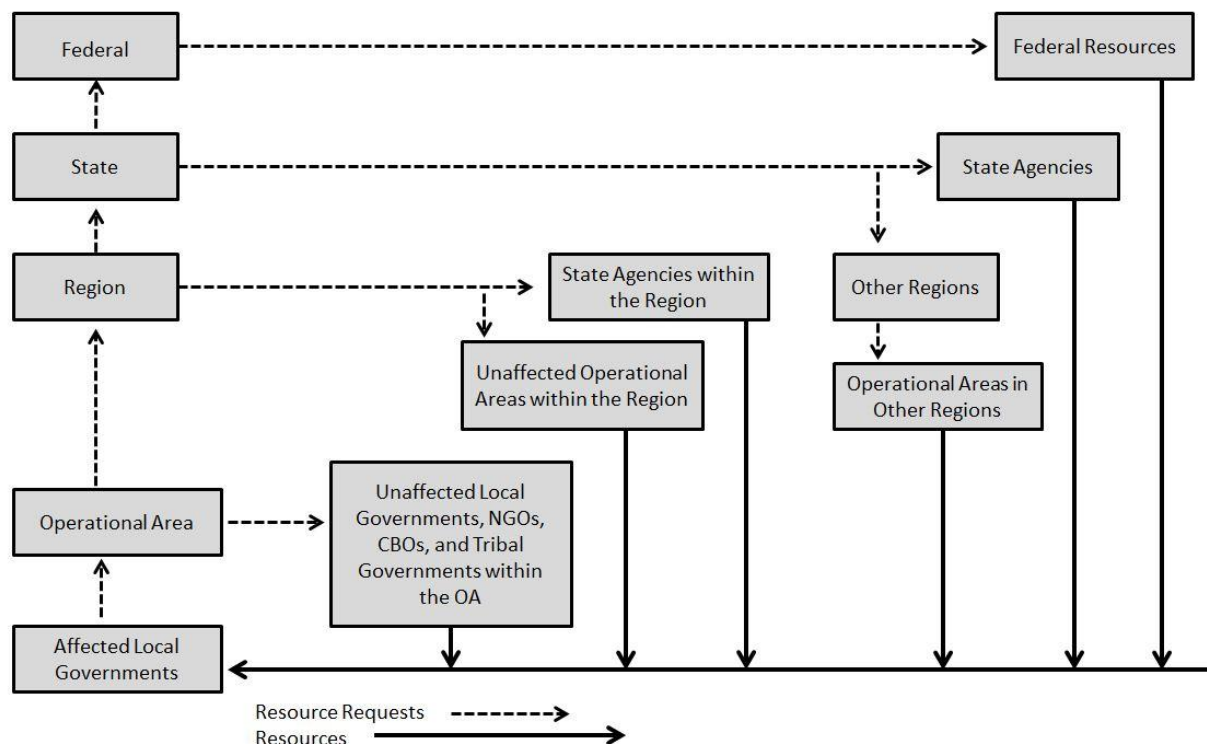 Federal
Federal Resources
State
State Agencies
Region
State Agencies within
the Region
Other Regions
Unaffected Operational
Areas within the Region
Operational Areas in
Other Regions
Operational Area
Unaffected Local
Governments, NGOs,
CBOs, and Tribal
Governments within
the OA
Affected Local
Governments
Resource Requests
Resources